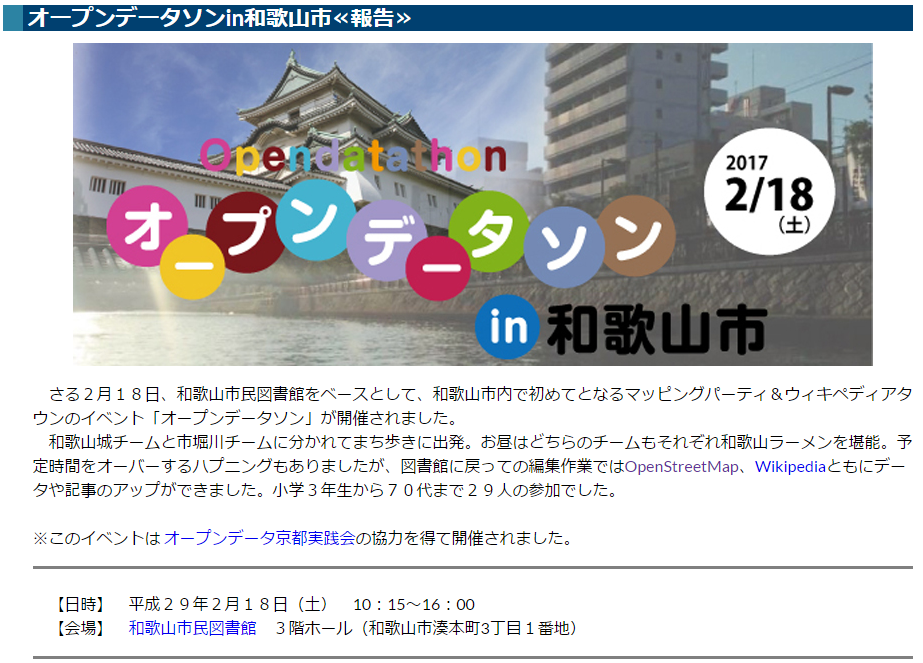 オープンデータソンin和歌山市≪報告≫
Opendatathon
オープンデータソン
2017
2/18
（土）
in 和歌山市
さる２月１８日、和歌山市民図書館をベースとして、和歌山市内で初めてとなるマッピングパーティ＆ウィキペディアタ
ウンのイベント「オープンデータソン」が開催されました。
和歌山城チームと市堀川チームに分かれてまち歩きに出発。お昼はどちらのチームもそれぞれ和歌山ラーメンを堪能。予
定時間をオーバーするハプニングもありましたが、図書館に戻っての編集作業ではOpenStreetMap、Wikipediaともにデー
タや記事のアップができました。小学３年生から７０代まで２９人の参加でした。
※このイベントは オープンデータ京都実践会の協力を得て開催されました。
【日時】　平成２９年２月１８日（土）　10：15～16：00
【会場】　和歌山市民図書館　３階ホール（和歌山市湊本町3丁目１番地）